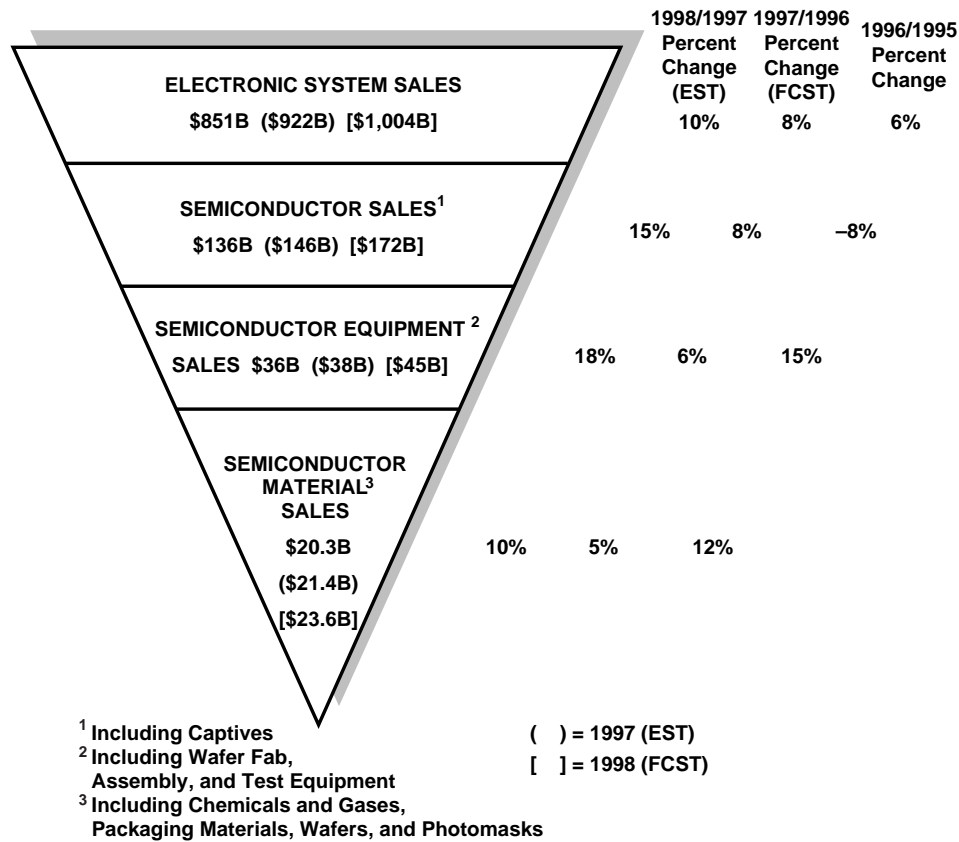 1998/1997 1997/1996 1996/1995
Percent Percent Percent
Change Change Change
(EST) (FCST)
ELECTRONIC SYSTEM SALES
$851B ($922B) [$1,004B] 10% 8% 6%
SEMICONDUCTOR SALES1
$136B ($146B) [$172B] 15% 8% –8%
SEMICONDUCTOR EQUIPMENT 2
SALES $36B ($38B) [$45B] 18% 6% 15%
SEMICONDUCTOR
MATERIAL3
SALES
$20.3B 10% 5% 12%
($21.4B)
[$23.6B]
1 Including Captives
2 Including Wafer Fab,
Assembly, and Test Equipment
3 Including Chemicals and Gases,
Packaging Materials, Wafers, and Photomasks
( ) = 1997 (EST)
[ ] = 1998 (FCST)